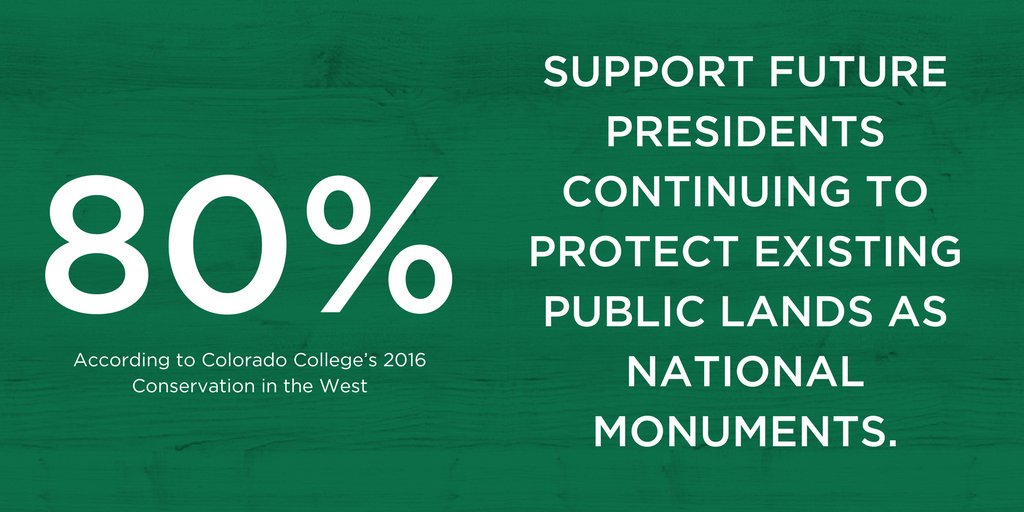 80%
According to Colorado College's 2016
Conservation in the West
SUPPORT FUTURE
PRESIDENTS
CONTINUING TO
PROTECT EXISTING
PUBLIC LANDS AS
NATIONAL
MONUMENTS.